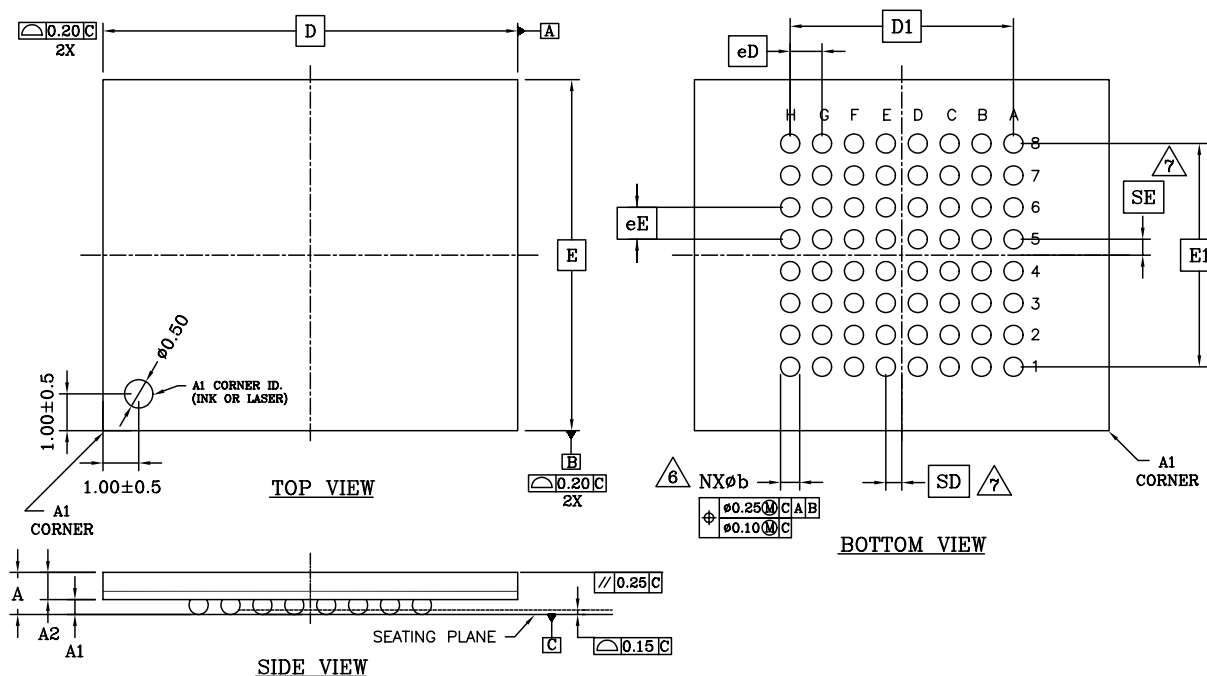 ⌓ 0.20 C
2X
D
A
E
ø0.50
A1 CORNER ID.
(INK OR LASER)
1.00±0.5
1.00±0.5
A1
CORNER
TOP VIEW
B
⌓ 0.20 C
2X
D1
eD
H G F E D C B A
8
7
6
5
4
3
2
1
eE
7
SE
E1
6 NXøb
⌖ ø0.25Ⓜ C A B
ø0.10Ⓜ C
SD 7
A1
CORNER
BOTTOM VIEW
A
A2
A1
// 0.25 C
SEATING PLANE
C
⌓ 0.15 C
SIDE VIEW